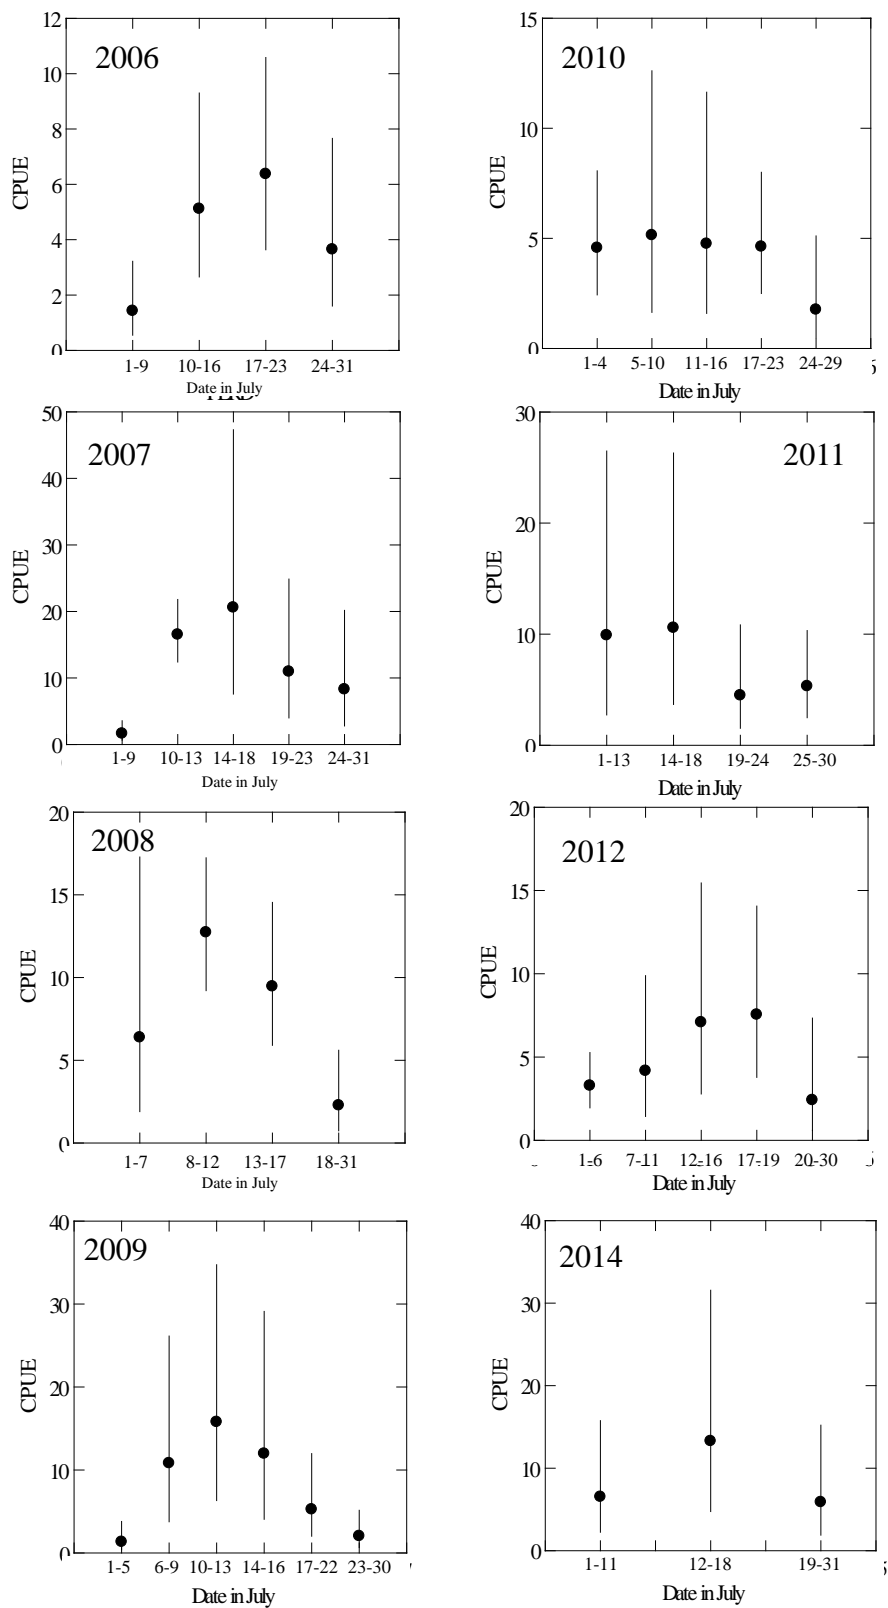 2006
CPUE
12
10
8
6
4
2
0
1-9 10-16 17-23 24-31
Date in July
2010
CPUE
15
10
5
0
1-4 5-10 11-16 17-23 24-29
Date in July
2007
CPUE
50
40
30
20
10
0
1-9 10-13 14-18 19-23 24-31
Date in July
2011
CPUE
30
20
10
0
1-13 14-18 19-24 25-30
Date in July
2008
CPUE
20
15
10
5
0
1-7 8-12 13-17 18-31
Date in July
2012
CPUE
20
15
10
5
0
1-6 7-11 12-16 17-19 20-30
Date in July
2009
CPUE
40
30
20
10
0
1-5 6-9 10-13 14-16 17-22 23-30
Date in July
2014
CPUE
40
30
20
10
0
1-11 12-18 19-31
Date in July